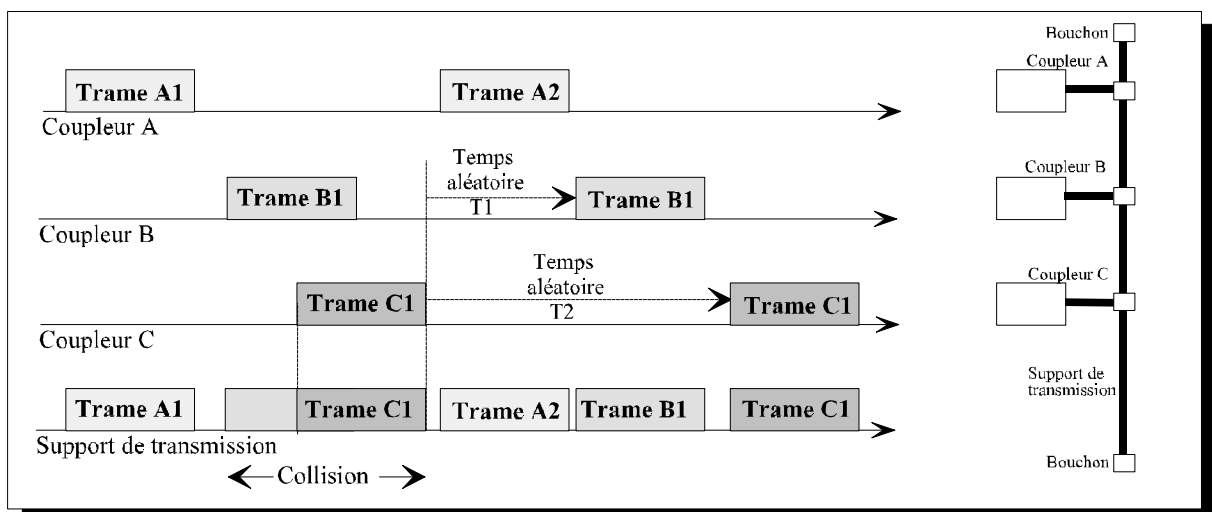 Trame A1
Trame A2
Coupleur A
Temps
aléatoire
T1
Trame B1
Trame B1
Coupleur B
Temps
aléatoire
T2
Trame C1
Trame C1
Coupleur C
Trame A1
Trame C1
Trame A2
Trame B1
Trame C1
Support de transmission
Collision
Bouchon
Coupleur A
Coupleur B
Coupleur C
Support de
transmission
Bouchon